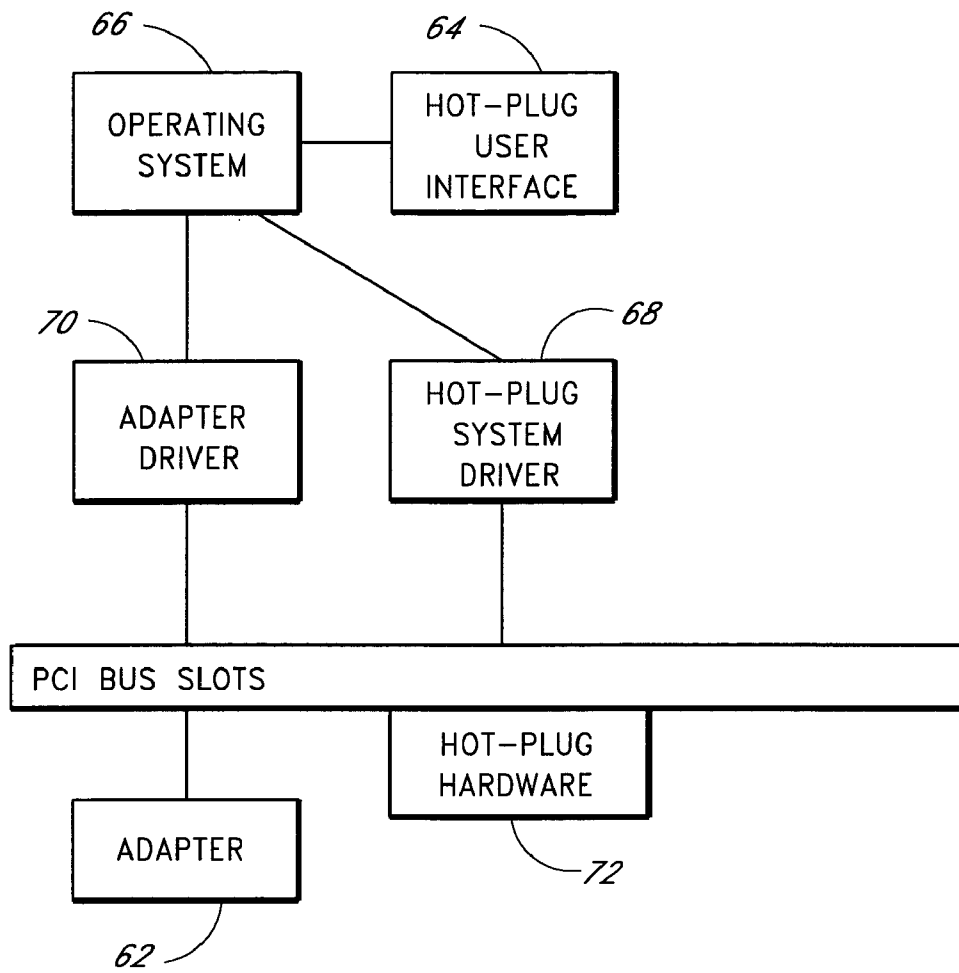 66
64
OPERATING
SYSTEM
HOT-PLUG
USER
INTERFACE
70
68
ADAPTER
DRIVER
HOT-PLUG
SYSTEM
DRIVER
PCI BUS SLOTS
HOT-PLUG
HARDWARE
ADAPTER
72
62